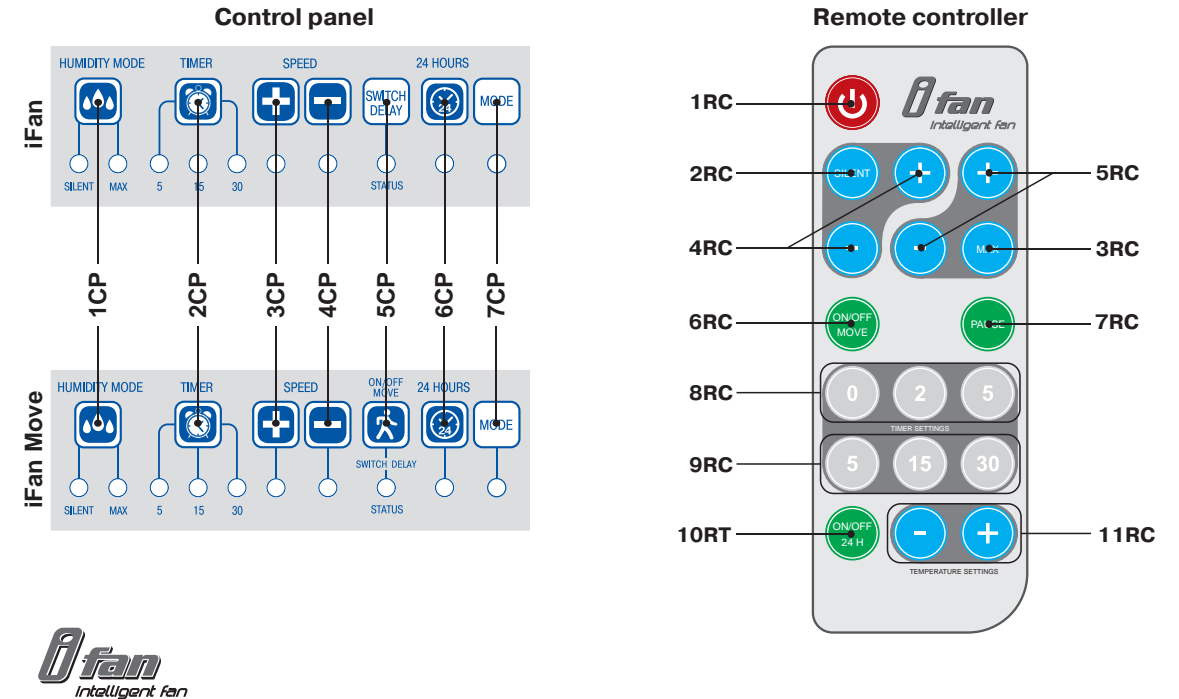 Control panel
iFan
HUMIDITY MODE TIMER SPEED 24 HOURS
24
SWITCH
DELAY
MODE
SILENT MAX 5 15 30 STATUS
1CP 2CP 3CP 4CP 5CP 6CP 7CP
iFan Move
HUMIDITY MODE TIMER SPEED ON/OFF
MOVE 24 HOURS
24
MODE
SWITCH DELAY
SILENT MAX 5 15 30 STATUS
ifan
intelligent fan
Remote controller
1RC
ifan
intelligent fan
2RC SILENT + + 5RC
4RC - - MAX 3RC
6RC ON/OFF
MOVE PAUSE 7RC
8RC 0 2 5
TIMER SETTINGS
9RC 5 15 30
10RT ON/OFF
24 H - + 11RC
TEMPERATURE SETTINGS